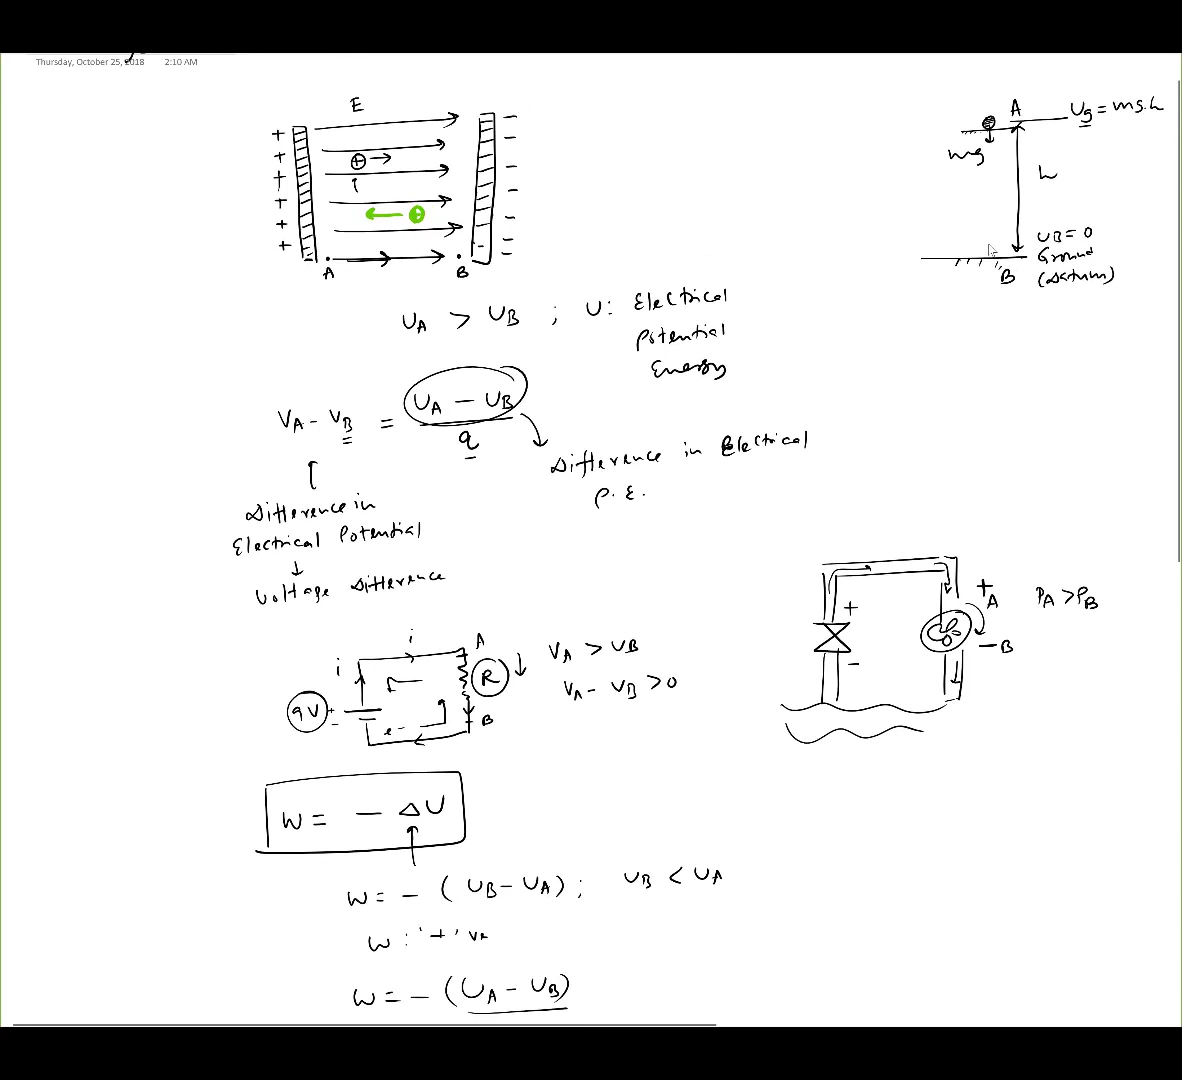 Thursday, October 25, 2018 2:10 AM
E
+ + + + + +
− − − − − −
A B
A
Ug = mg.h
mg
h
UB = 0
Ground
(Datum)
B
UA > UB ; U: Electrical
Potential
Energy
VA - VB = UA - UB
q
Difference in Electrical
P.E.
Difference in
Electrical Potential
Voltage Difference
i i A
R
9V
+
-
e-
B
VA > VB
VA - VB > 0
+
-
+A
-B
PA > PB
W = - ΔU
W = - (UB - UA) ; UB < UA
W : '+' ve
W = - (UA - UB)